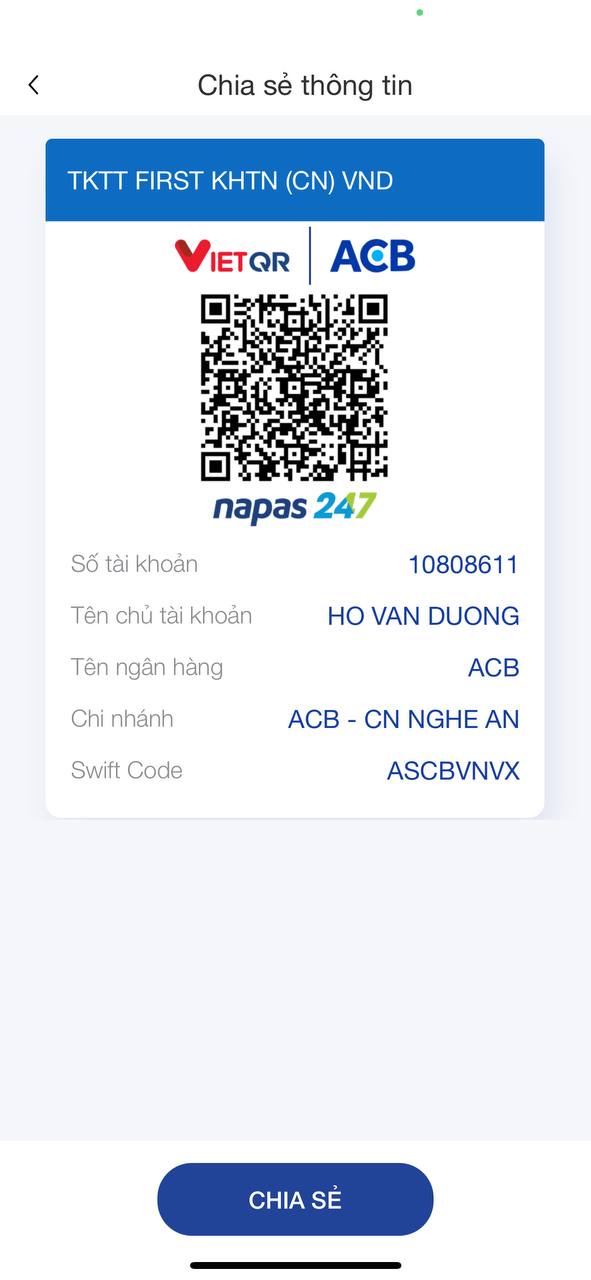 Chia sẻ thông tin
TKTT FIRST KHTN (CN) VND
VIETQR ACB
napas 247
Số tài khoản 10808611
Tên chủ tài khoản HO VAN DUONG
Tên ngân hàng ACB
Chi nhánh ACB - CN NGHE AN
Swift Code ASCBVNVX
CHIA SẺ